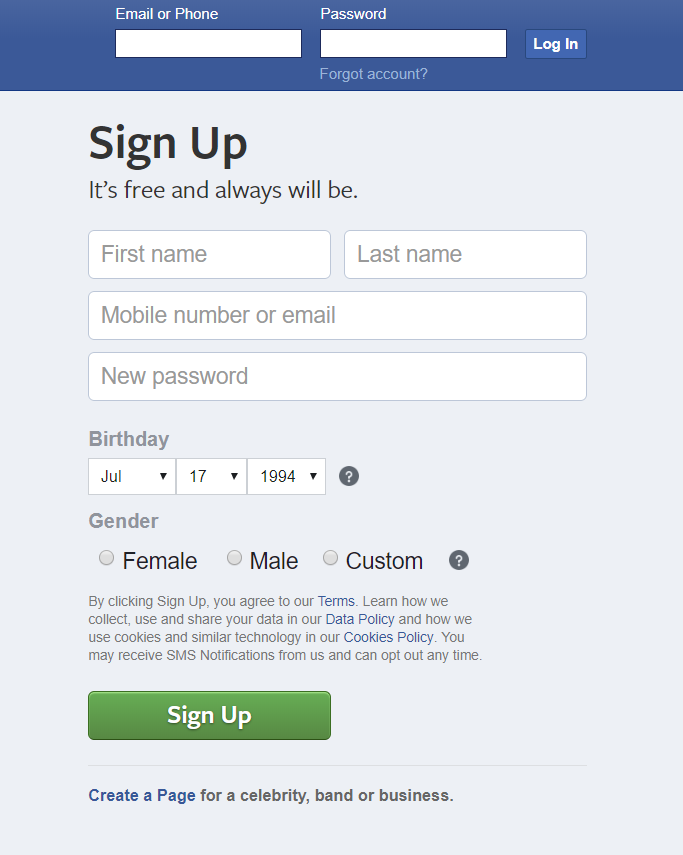 Email or Phone Password
Log In
Forgot account?
Sign Up
It's free and always will be.
First name Last name
Mobile number or email
New password
Birthday
Jul 17 1994 ?
Gender
Female Male Custom ?
By clicking Sign Up, you agree to our Terms. Learn how we
collect, use and share your data in our Data Policy and how we
use cookies and similar technology in our Cookies Policy. You
may receive SMS Notifications from us and can opt out any time.
Sign Up
Create a Page for a celebrity, band or business.